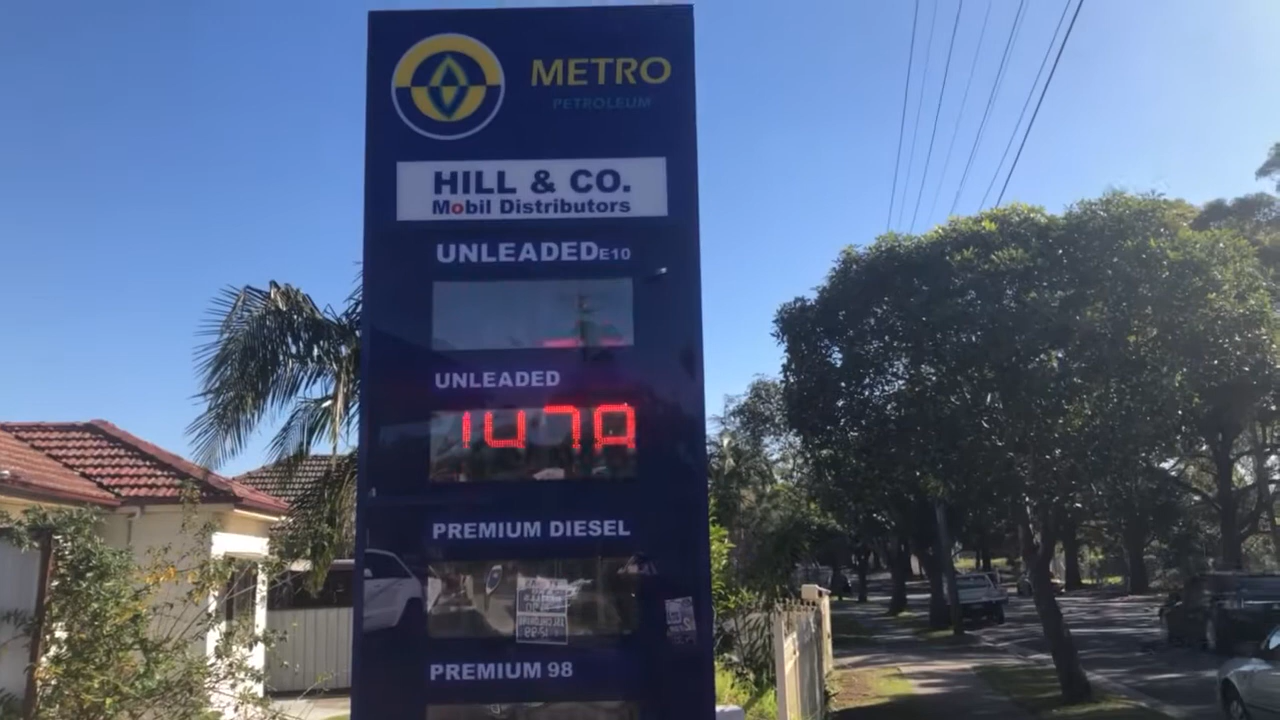 METRO
PETROLEUM
HILL & CO.
Mobil Distributors
UNLEADED E10
UNLEADED
PREMIUM DIESEL
PREMIUM 98